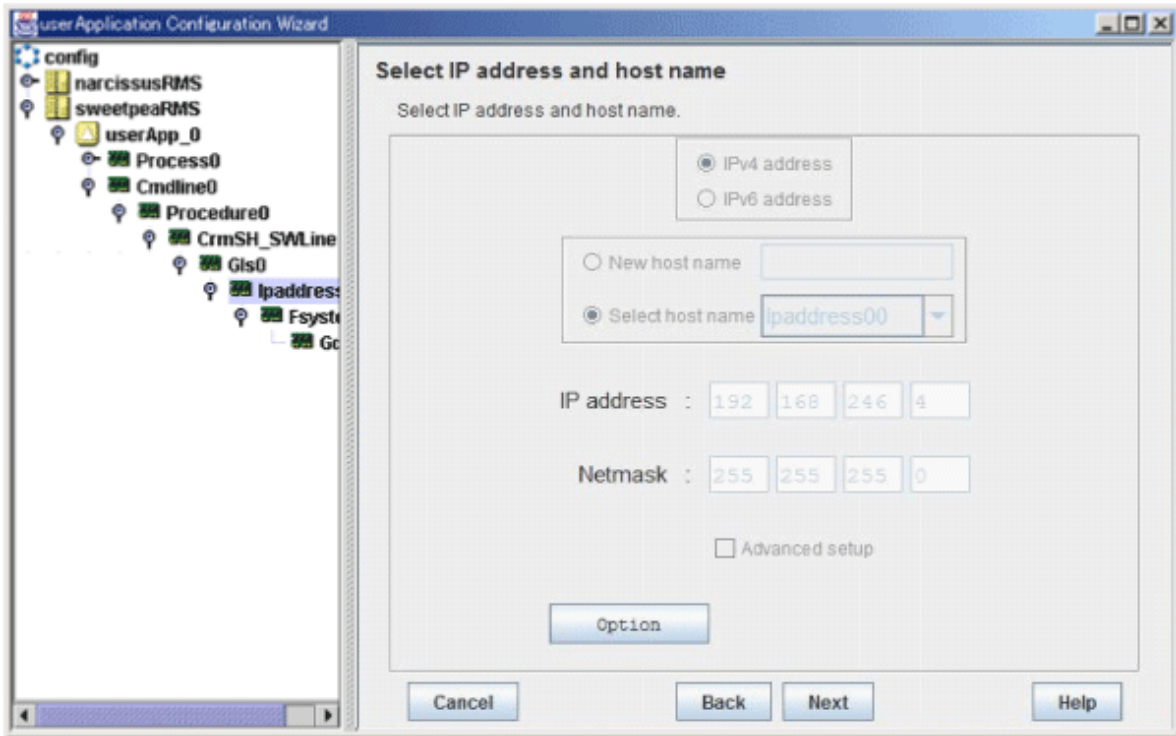 userApplication Configuration Wizard
config
narcissusRMS
sweetpeaRMS
userApp_0
Process0
Cmdline0
Procedure0
CrmSH_SWLine
Gls0
Ipaddress
Fsyste
Gd
Select IP address and host name
Select IP address and host name.
IPv4 address
IPv6 address
New host name
Select host name Ipaddress00
IP address : 192 168 246 4
Netmask : 255 255 255 0
Advanced setup
Option
Cancel Back Next Help